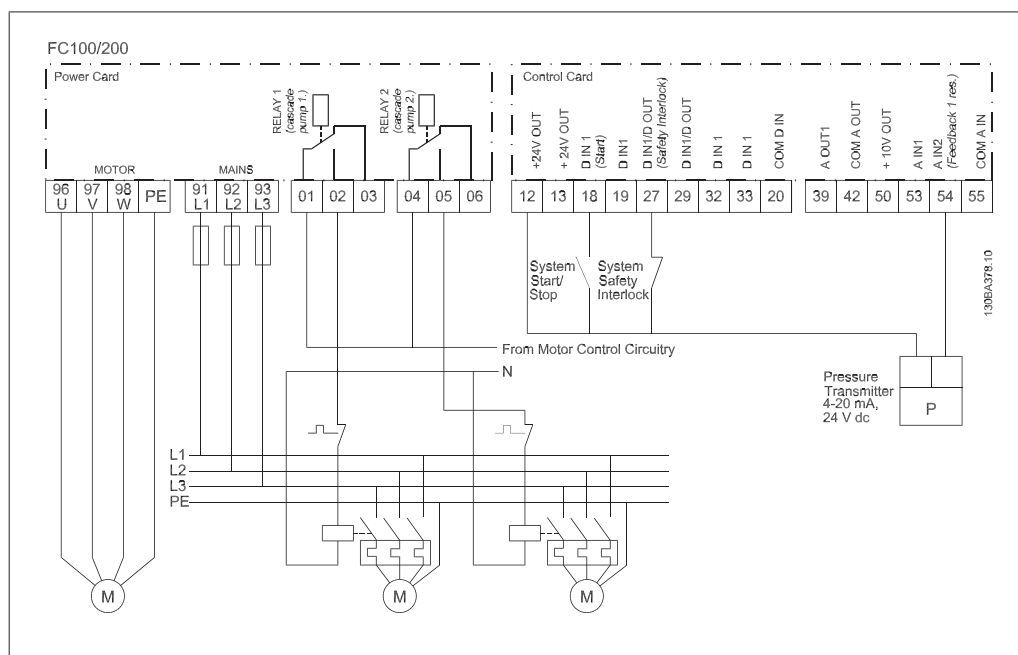 FC100/200
Power Card
Control Card
RELAY 1
(cascade
pump 1.)
RELAY 2
(cascade
pump 2.)
+24V OUT
+ 24V OUT
D IN 1
(Start)
D IN1
D IN1/D OUT
(Safety Interlock)
D IN1/D OUT
D IN 1
D IN 1
COM D IN
A OUT1
COM A OUT
+ 10V OUT
A IN1
A IN2
(Feedback 1 res.)
COM A IN
MOTOR
MAINS
96 97 98 PE
U V W
91 92 93
L1 L2 L3
01 02 03
04 05 06
12 13 18 19 27 29 32 33 20
39 42 50 53 54 55
System
Start/
Stop
System
Safety
Interlock
130BA378.10
From Motor Control Circuitry
N
Pressure
Transmitter
4-20 mA,
24 V dc
P
L1
L2
L3
PE
M
M
M